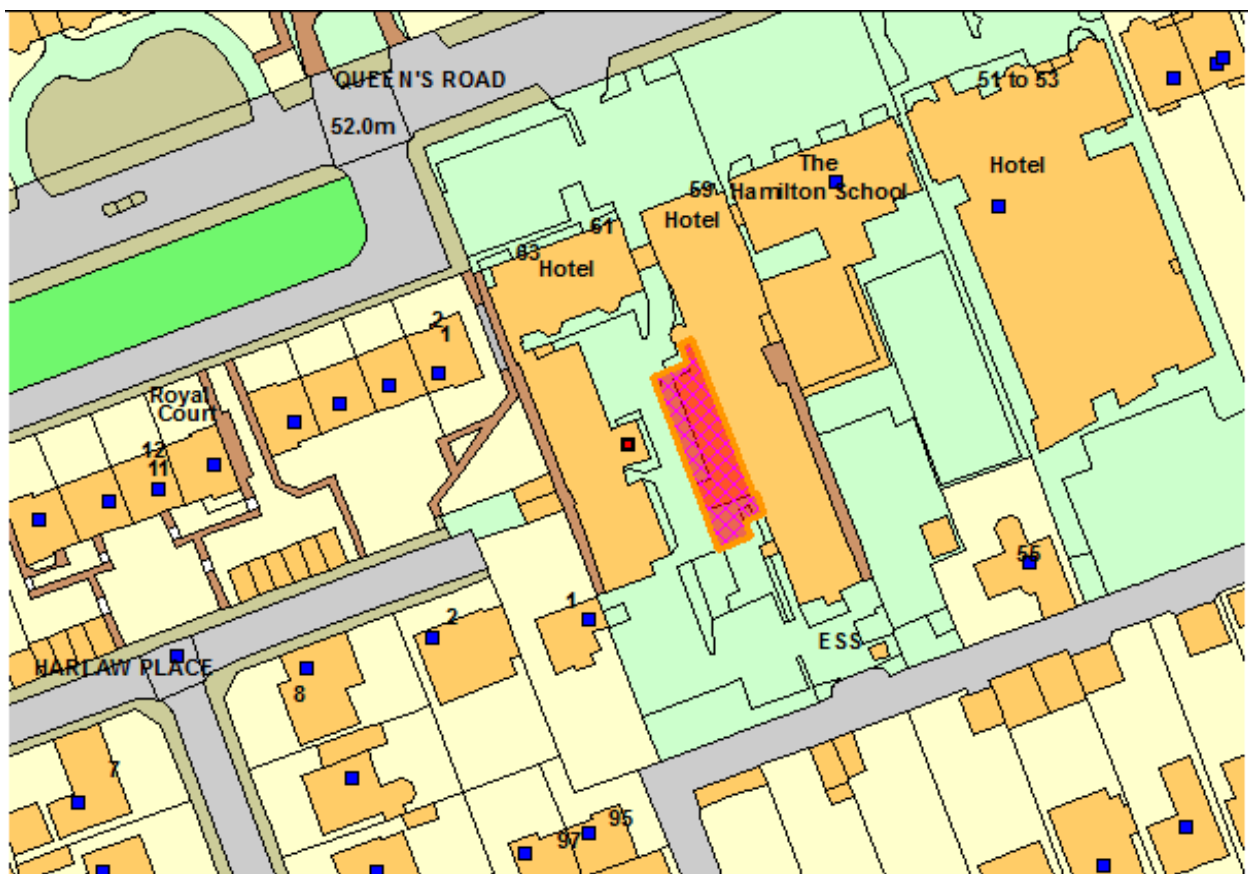 QUEEN'S ROAD
51 to 53
52.0m
The
Hotel
Hamilton School
59
Hotel
61
63
Hotel
2
1
Royal
Court
12
11
55
1
2
ESS
HARLAW PLACE
8
7
95
97